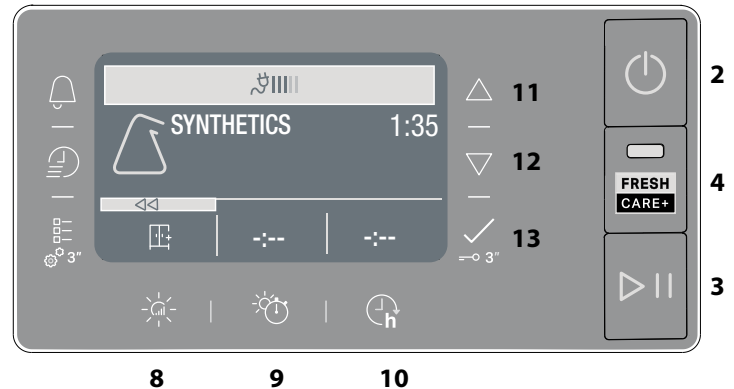 11
2
SYNTHETICS 1:35
12
FRESH
CARE+
4
-:-- -:--
3" 3" 13
3
h
8 9 10